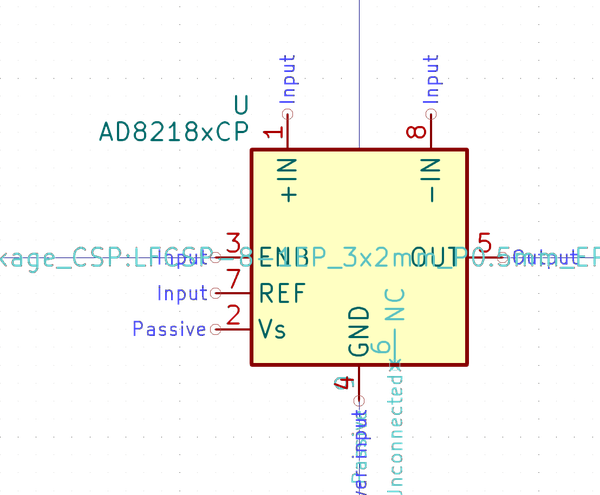 Input
Input
U
AD8218xCP
1
8
+IN
-IN
3
5
Input
ENB
OUT
Output
kage_CSP:LFCSP-8-1EP_3x2mm_P0.5mm_EP
7
Input
REF
NC
2
Passive
Vs
GND
6
4
Unconnected
Passive